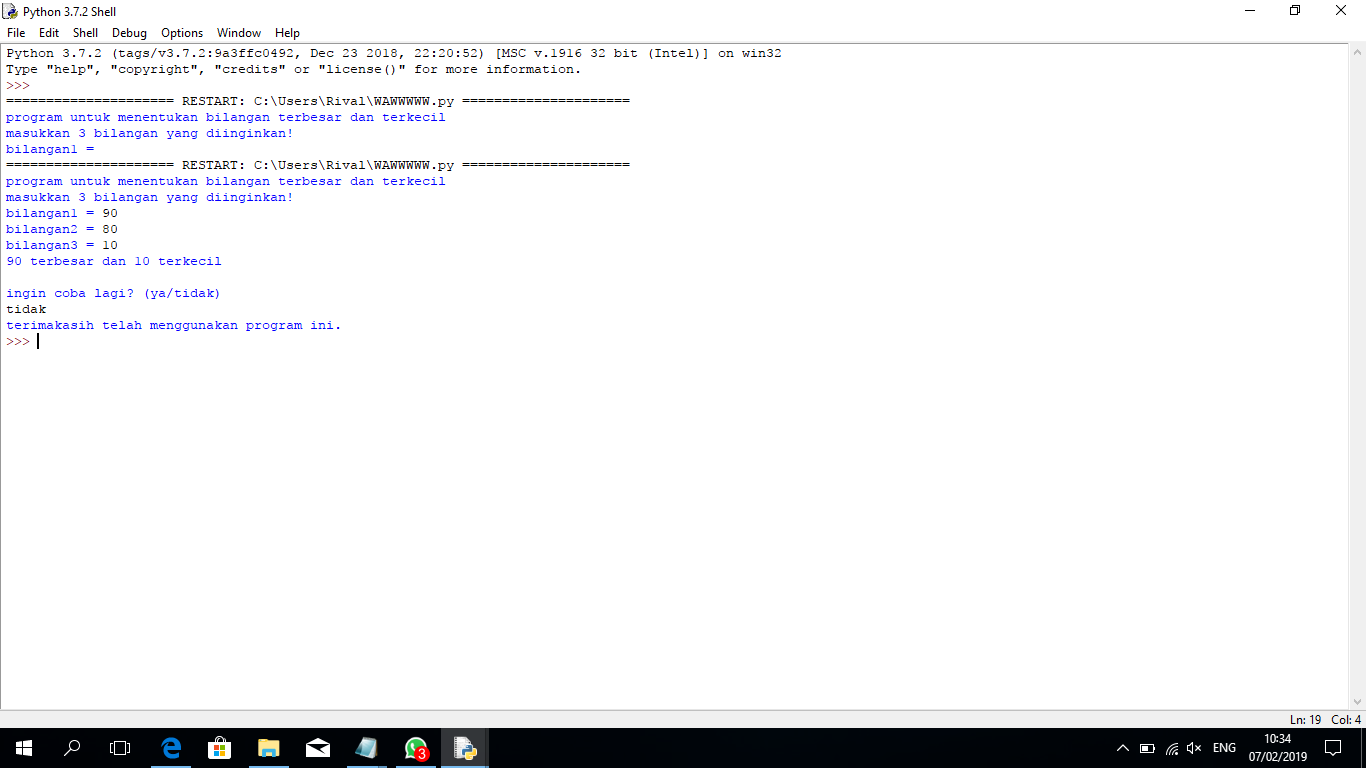 Python 3.7.2 Shell
File Edit Shell Debug Options Window Help
Python 3.7.2 (tags/v3.7.2:9a3ffc0492, Dec 23 2018, 22:20:52) [MSC v.1916 32 bit (Intel)] on win32
Type "help", "copyright", "credits" or "license()" for more information.
>>>
===================== RESTART: C:\Users\Rival\WAWWWWW.py =====================
program untuk menentukan bilangan terbesar dan terkecil
masukkan 3 bilangan yang diinginkan!
bilangan1 =
===================== RESTART: C:\Users\Rival\WAWWWWW.py =====================
program untuk menentukan bilangan terbesar dan terkecil
masukkan 3 bilangan yang diinginkan!
bilangan1 = 90
bilangan2 = 80
bilangan3 = 10
90 terbesar dan 10 terkecil
ingin coba lagi? (ya/tidak)
tidak
terimakasih telah menggunakan program ini.
>>>
Ln: 19 Col: 4
3
ENG
10:34
07/02/2019